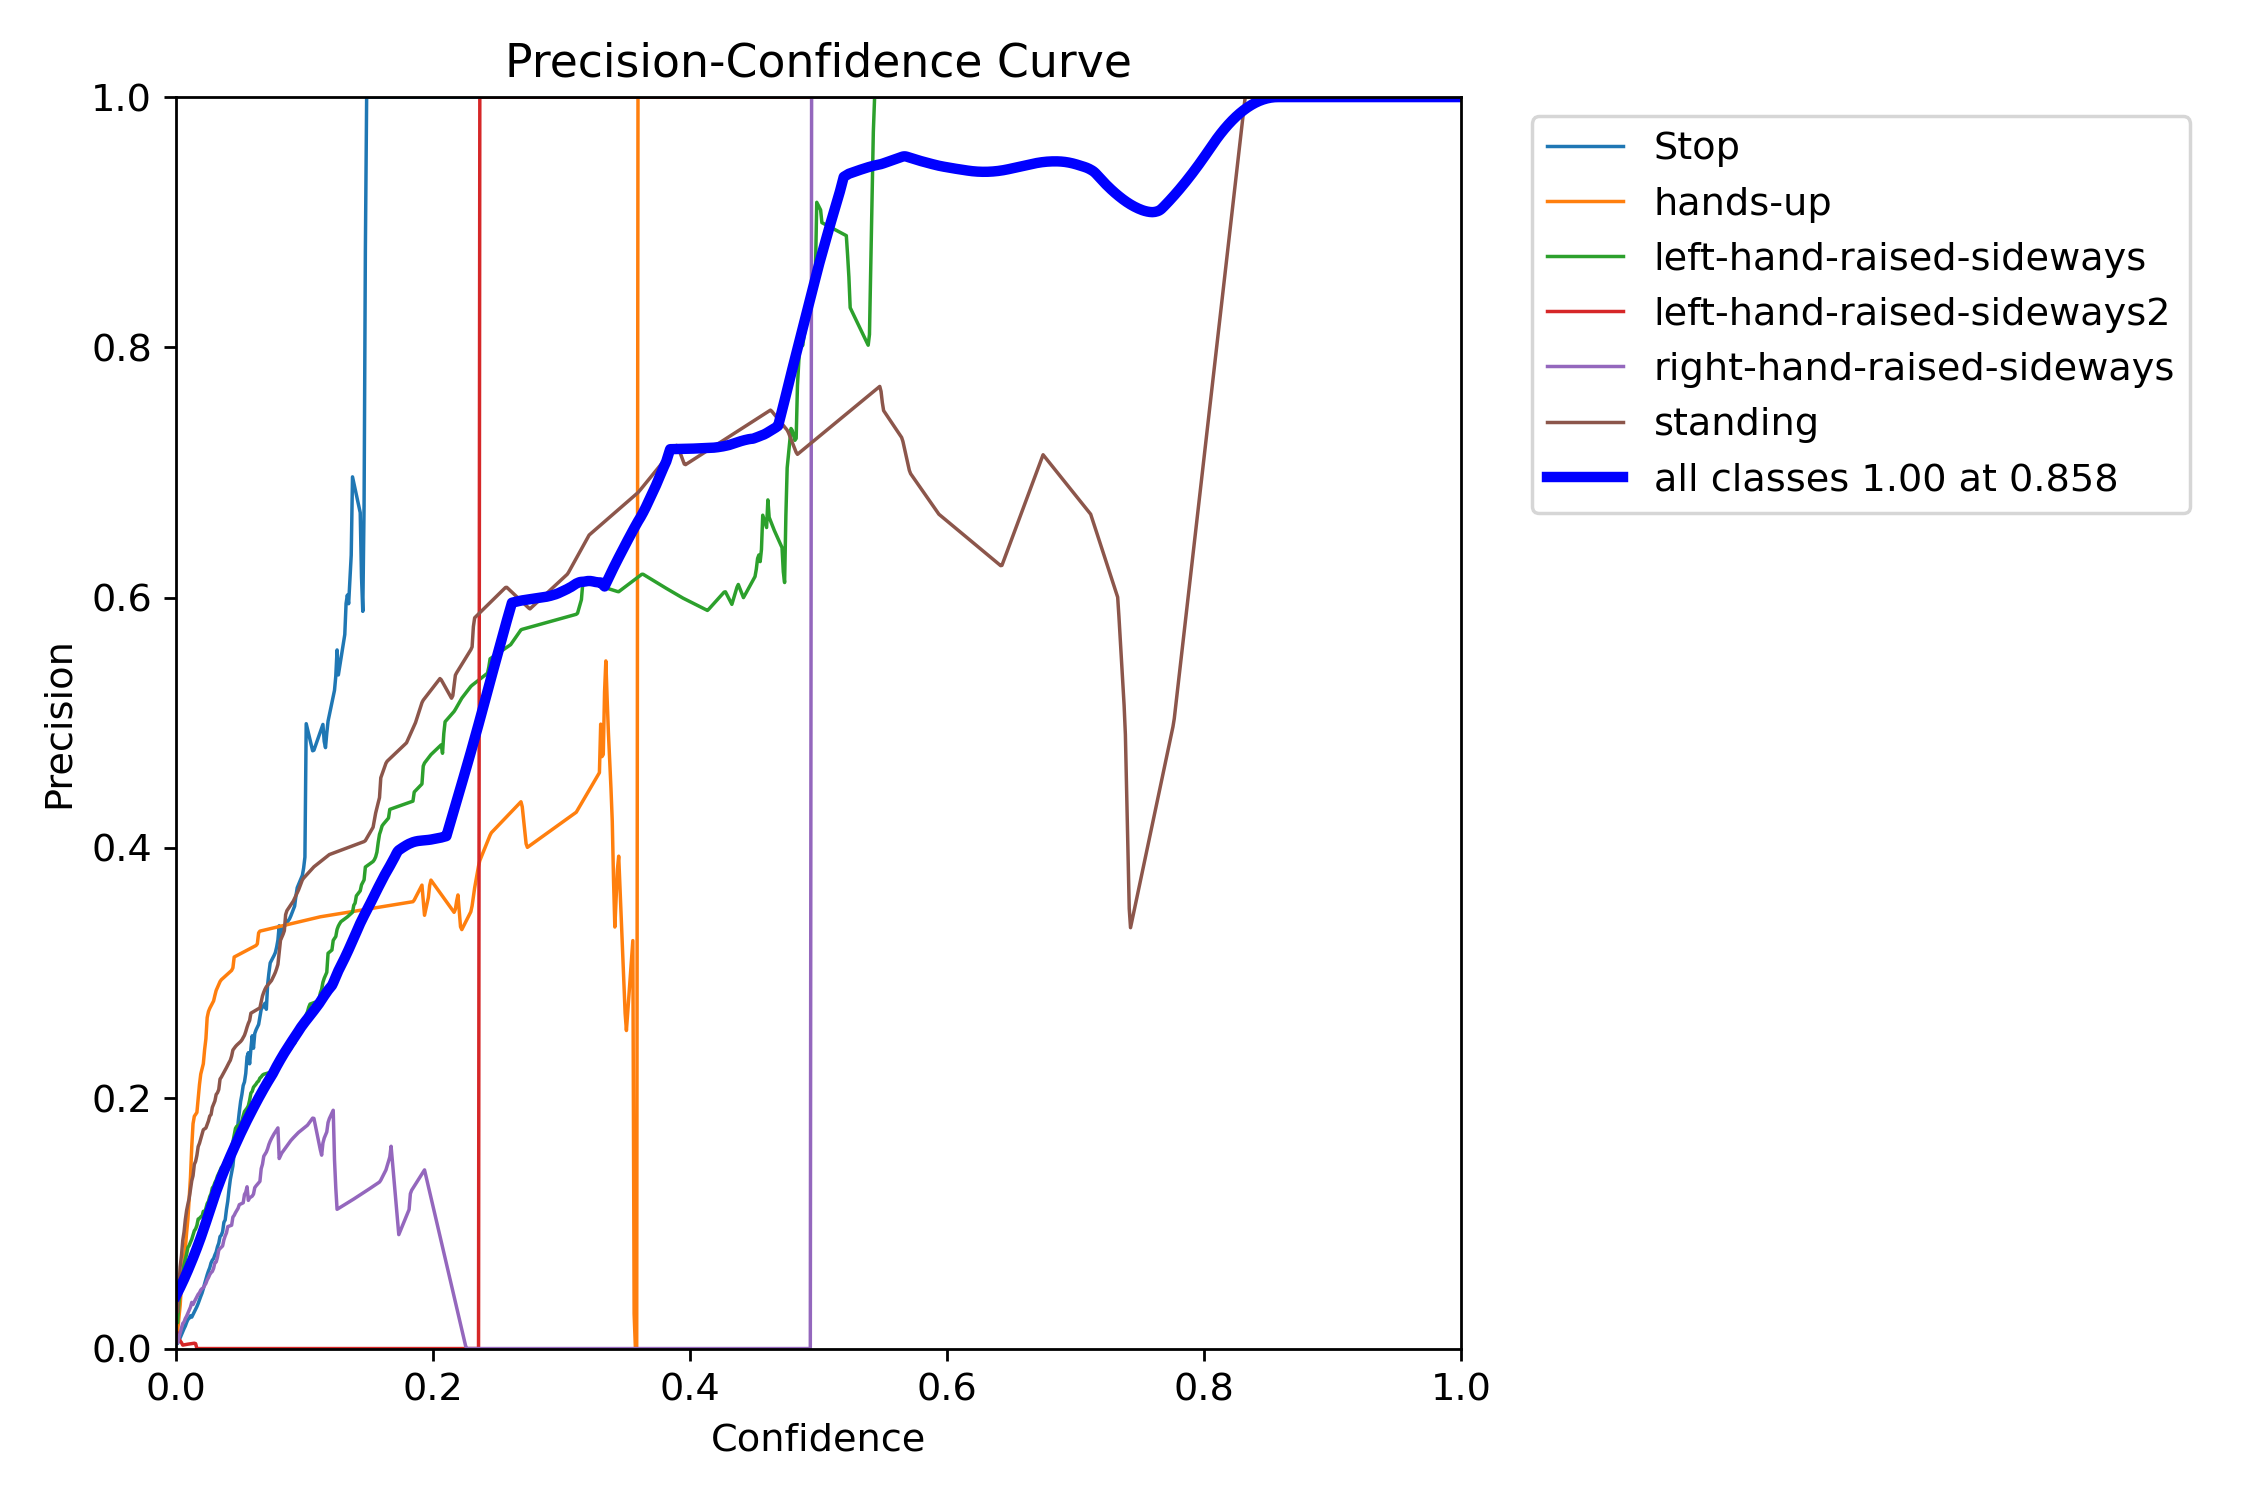 Precision-Confidence Curve
1.0
0.8
0.6
0.4
0.2
0.0
Precision
0.0 0.2 0.4 0.6 0.8 1.0
Confidence
Stop
hands-up
left-hand-raised-sideways
left-hand-raised-sideways2
right-hand-raised-sideways
standing
all classes 1.00 at 0.858